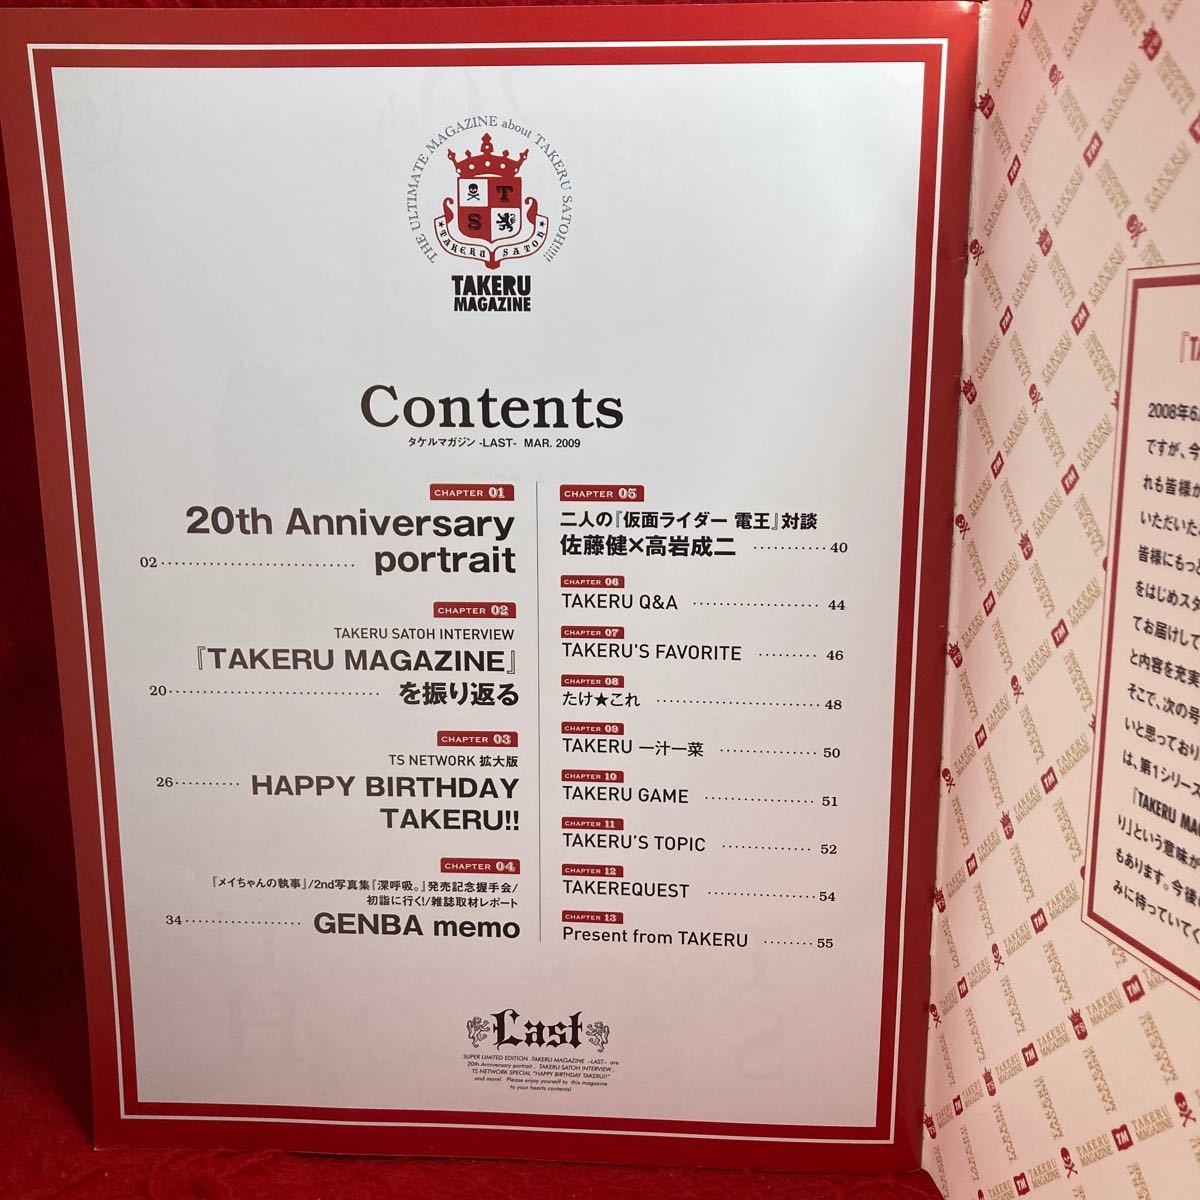 THE ULTIMATE MAGAZINE about TAKERU SATOH!!!!!
T
S
TAKERU SATOH
TAKERU
MAGAZINE
Contents
タケルマガジン -LAST- MAR. 2009
CHAPTER 01
20th Anniversary
portrait
02
CHAPTER 02
TAKERU SATOH INTERVIEW
『TAKERU MAGAZINE』
を振り返る
20
CHAPTER 03
TS NETWORK 拡大版
HAPPY BIRTHDAY
26
TAKERU!!
CHAPTER 04
『メイちゃんの執事』/2nd写真集『深呼吸。』発売記念握手会/
初詣に行く!/雑誌取材レポート
34 GENBA memo
CHAPTER 05
二人の『仮面ライダー 電王』対談
佐藤健×高岩成二 40
CHAPTER 06
TAKERU Q&A 44
CHAPTER 07
TAKERU'S FAVORITE 46
CHAPTER 08
たけ★これ 48
CHAPTER 09
TAKERU 一汁一菜 50
CHAPTER 10
TAKERU GAME 51
CHAPTER 11
TAKERU'S TOPIC 52
CHAPTER 12
TAKEREQUEST 54
CHAPTER 13
Present from TAKERU 55
Last
SUPER LIMITED EDITION : TAKERU MAGAZINE -LAST- are
20th Anniversary portrait , TAKERU SATOH INTERVIEW ,
TS NETWORK SPECIAL "HAPPY BIRTHDAY TAKERU!!"
and more! Please enjoy yourself to this magazine
to your hearts contents!
『TA
2008年6
ですが、今
れも皆様が
いただいた
皆様にもっと
をはじめスタ
てお届けして
と内容を充実
そこで、次の号
いと思っており
は、第1シリーズ
『TAKERU MA
り」という意味が
もあります。今後
みに待っていてく
TAKERU
MAGAZINE
TM